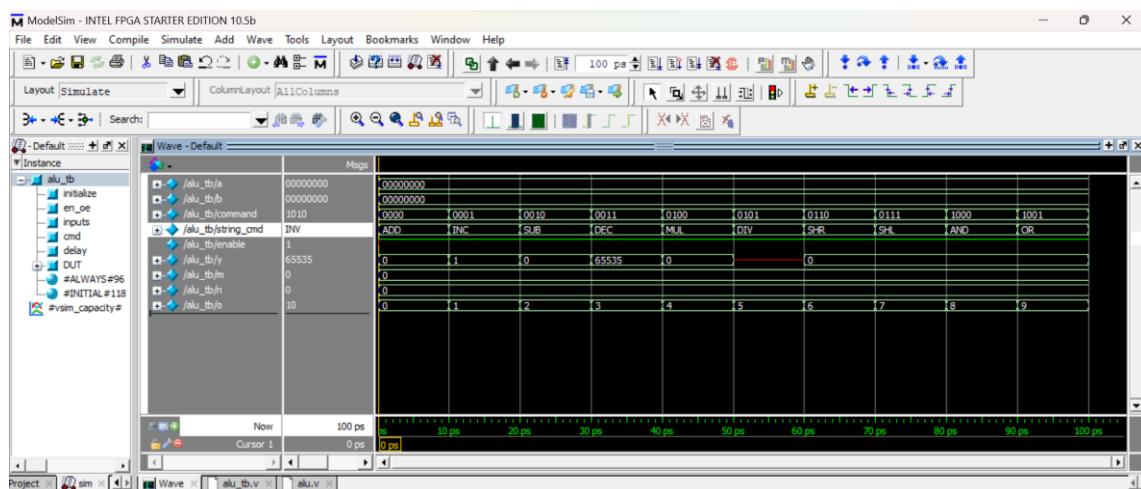 ModelSim - INTEL FPGA STARTER EDITION 10.5b
File Edit View Compile Simulate Add Wave Tools Layout Bookmarks Window Help
100 ps
Layout Simulate ColumnLayout AllColumns
Search:
- Default Wave - Default
Instance Msgs
alu_tb
initialize
en_oe
inputs
cmd
delay
DUT
#ALWAYS#96
#INITIAL#118
#vsim_capacity#
/alu_tb/a 00000000 00000000
/alu_tb/b 00000000 00000000
/alu_tb/command 1010 0000 0001 0010 0011 0100 0101 0110 0111 1000 1001
/alu_tb/string_cmd INV ADD INC SUB DEC MUL DIV SHR SHL AND OR
/alu_tb/enable 1
/alu_tb/y 65535 0 1 0 65535 0 0
/alu_tb/m 0 0
/alu_tb/n 0 0
/alu_tb/o 10 0 1 2 3 4 5 6 7 8 9
Now 100 ps ps 10 ps 20 ps 30 ps 40 ps 50 ps 60 ps 70 ps 80 ps 90 ps 100 ps
Cursor 1 0 ps 0 ps
Project sim Wave alu_tb.v alu.v